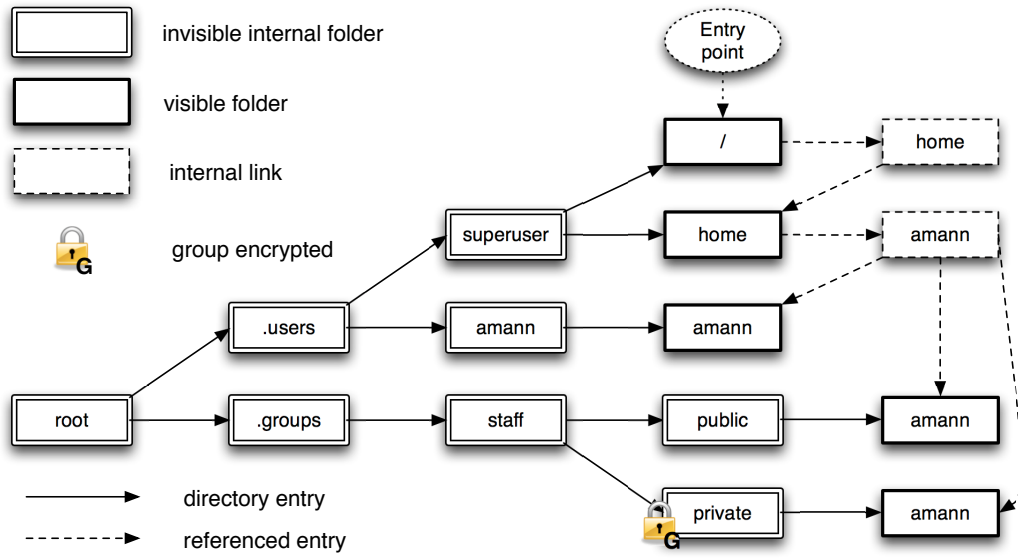 invisible internal folder
visible folder
internal link
G
group encrypted
Entry
point
/
home
superuser
home
amann
.users
amann
amann
root
.groups
staff
public
amann
directory entry
G
private
amann
referenced entry